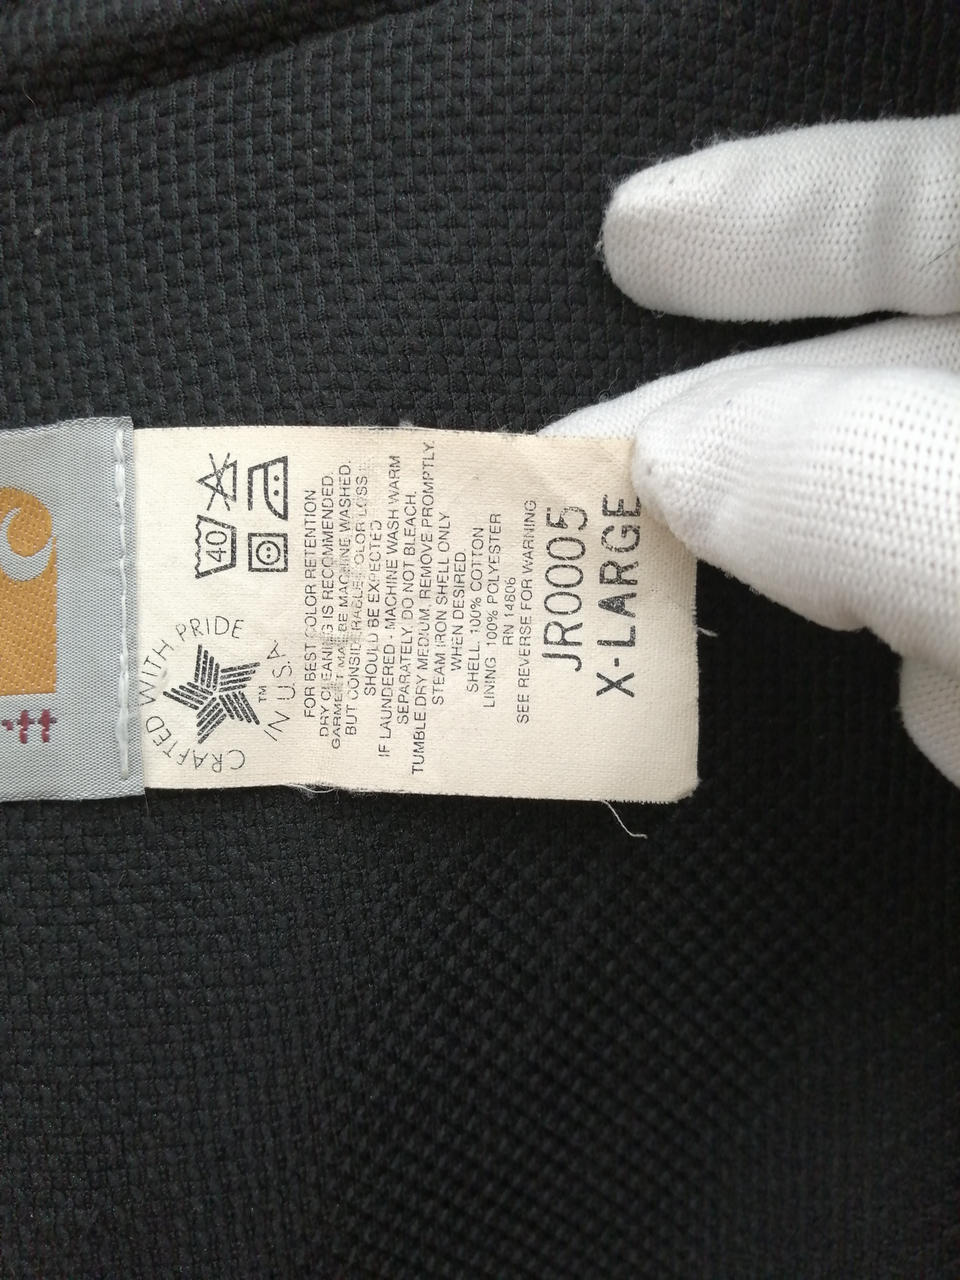 tt
CRAFTED WITH PRIDE
IN U.S.A.
TM
40
FOR BEST COLOR RETENTION
DRY CLEANING IS RECOMMENDED.
GARMENT MAY BE MACHINE WASHED.
BUT CONSIDERABLE COLOR LOSS
SHOULD BE EXPECTED
IF LAUNDERED - MACHINE WASH WARM
SEPARATELY. DO NOT BLEACH.
TUMBLE DRY MEDIUM, REMOVE PROMPTLY.
STEAM IRON SHELL ONLY
WHEN DESIRED.
SHELL. 100% COTTON
LINING 100% POLYESTER
RN 14806
SEE REVERSE FOR WARNING
JR0005
X-LARGE